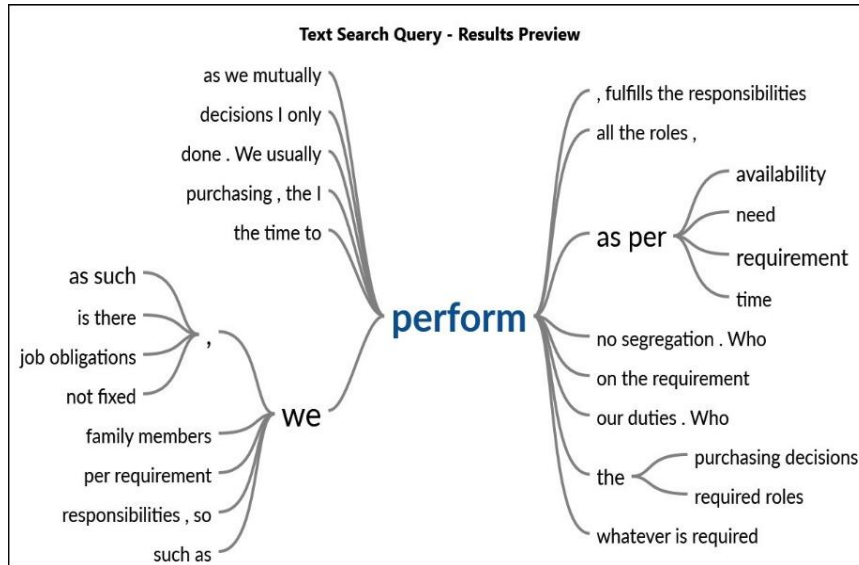 Text Search Query - Results Preview
as we mutually
decisions I only
done . We usually
purchasing , the I
the time to
as such
is there
job obligations
not fixed
,
family members
per requirement
responsibilities , so
such as
we
perform
, fulfills the responsibilities
all the roles ,
as per
availability
need
requirement
time
no segregation . Who
on the requirement
our duties . Who
the
purchasing decisions
required roles
whatever is required